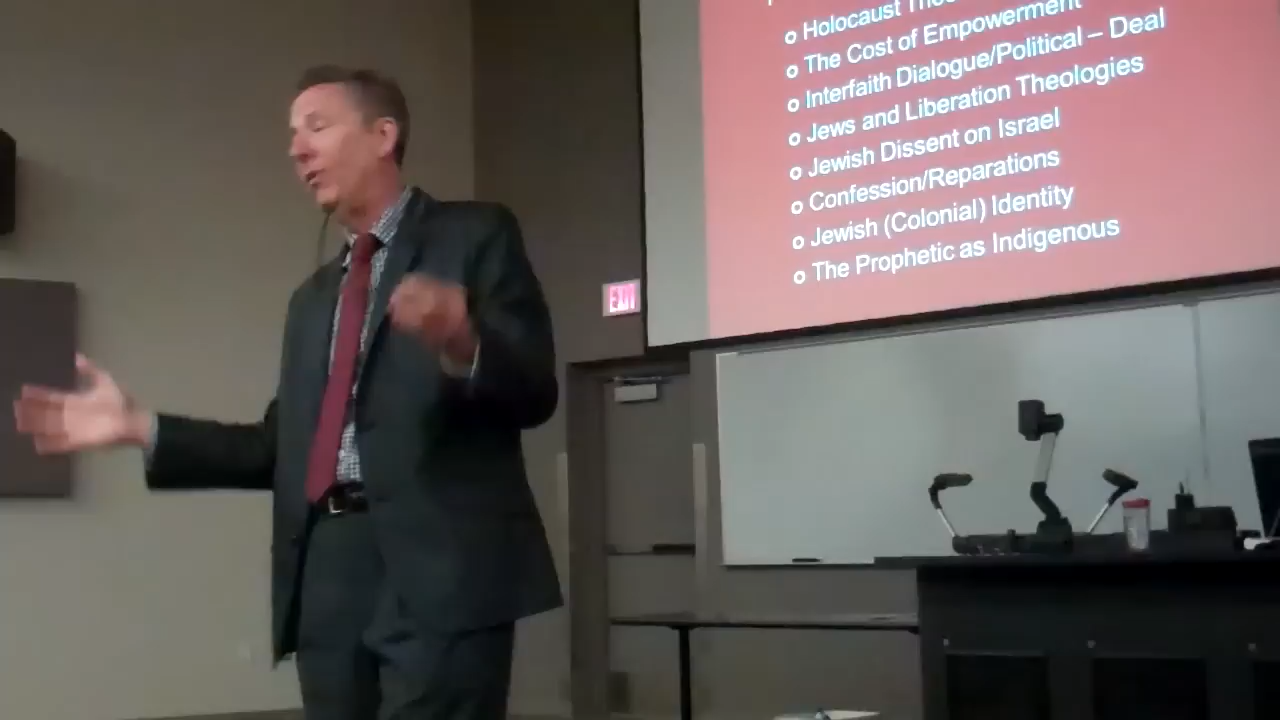 o Holocaust
o The Cost of Empowerment
o Interfaith Dialogue/Political – Deal
o Jews and Liberation Theologies
o Jewish Dissent on Israel
o Confession/Reparations
o Jewish (Colonial) Identity
o The Prophetic as Indigenous
EXIT